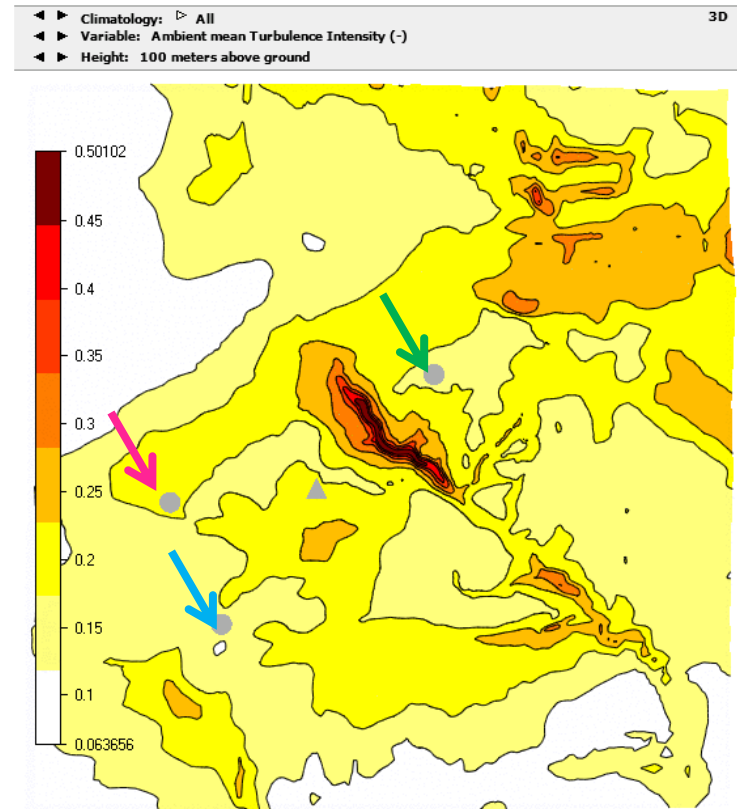 Climatology: All
3D
Variable: Ambient mean Turbulence Intensity (-)
Height: 100 meters above ground
0.50102
0.45
0.4
0.35
0.3
0.25
0.2
0.15
0.1
0.063656